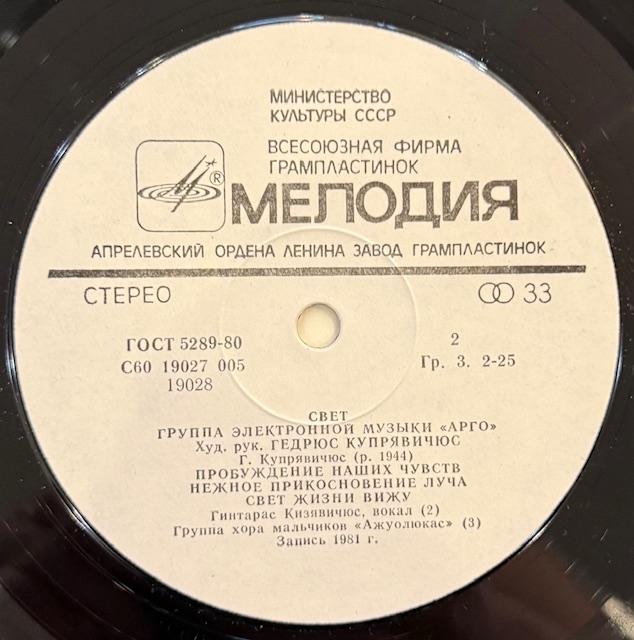 МИНИСТЕРСТВО
КУЛЬТУРЫ СССР
ВСЕСОЮЗНАЯ ФИРМА
ГРАМПЛАСТИНОК
®
МЕЛОДИЯ
АПРЕЛЕВСКИЙ ОРДЕНА ЛЕНИНА ЗАВОД ГРАМПЛАСТИНОК
СТЕРЕО 33
ГОСТ 5289-80 2
С60 19027 005 Гр. 3. 2-25
19028
СВЕТ
ГРУППА ЭЛЕКТРОННОЙ МУЗЫКИ «АРГО»
Худ. рук. ГЕДРЮС КУПРЯВИЧЮС
Г. Купрявичюс (р. 1944)
ПРОБУЖДЕНИЕ НАШИХ ЧУВСТВ
НЕЖНОЕ ПРИКОСНОВЕНИЕ ЛУЧА
СВЕТ ЖИЗНИ ВИЖУ
Гинтарас Кизявичюс, вокал (2)
Группа хора мальчиков «Ажуолюкас» (3)
Запись 1981 г.